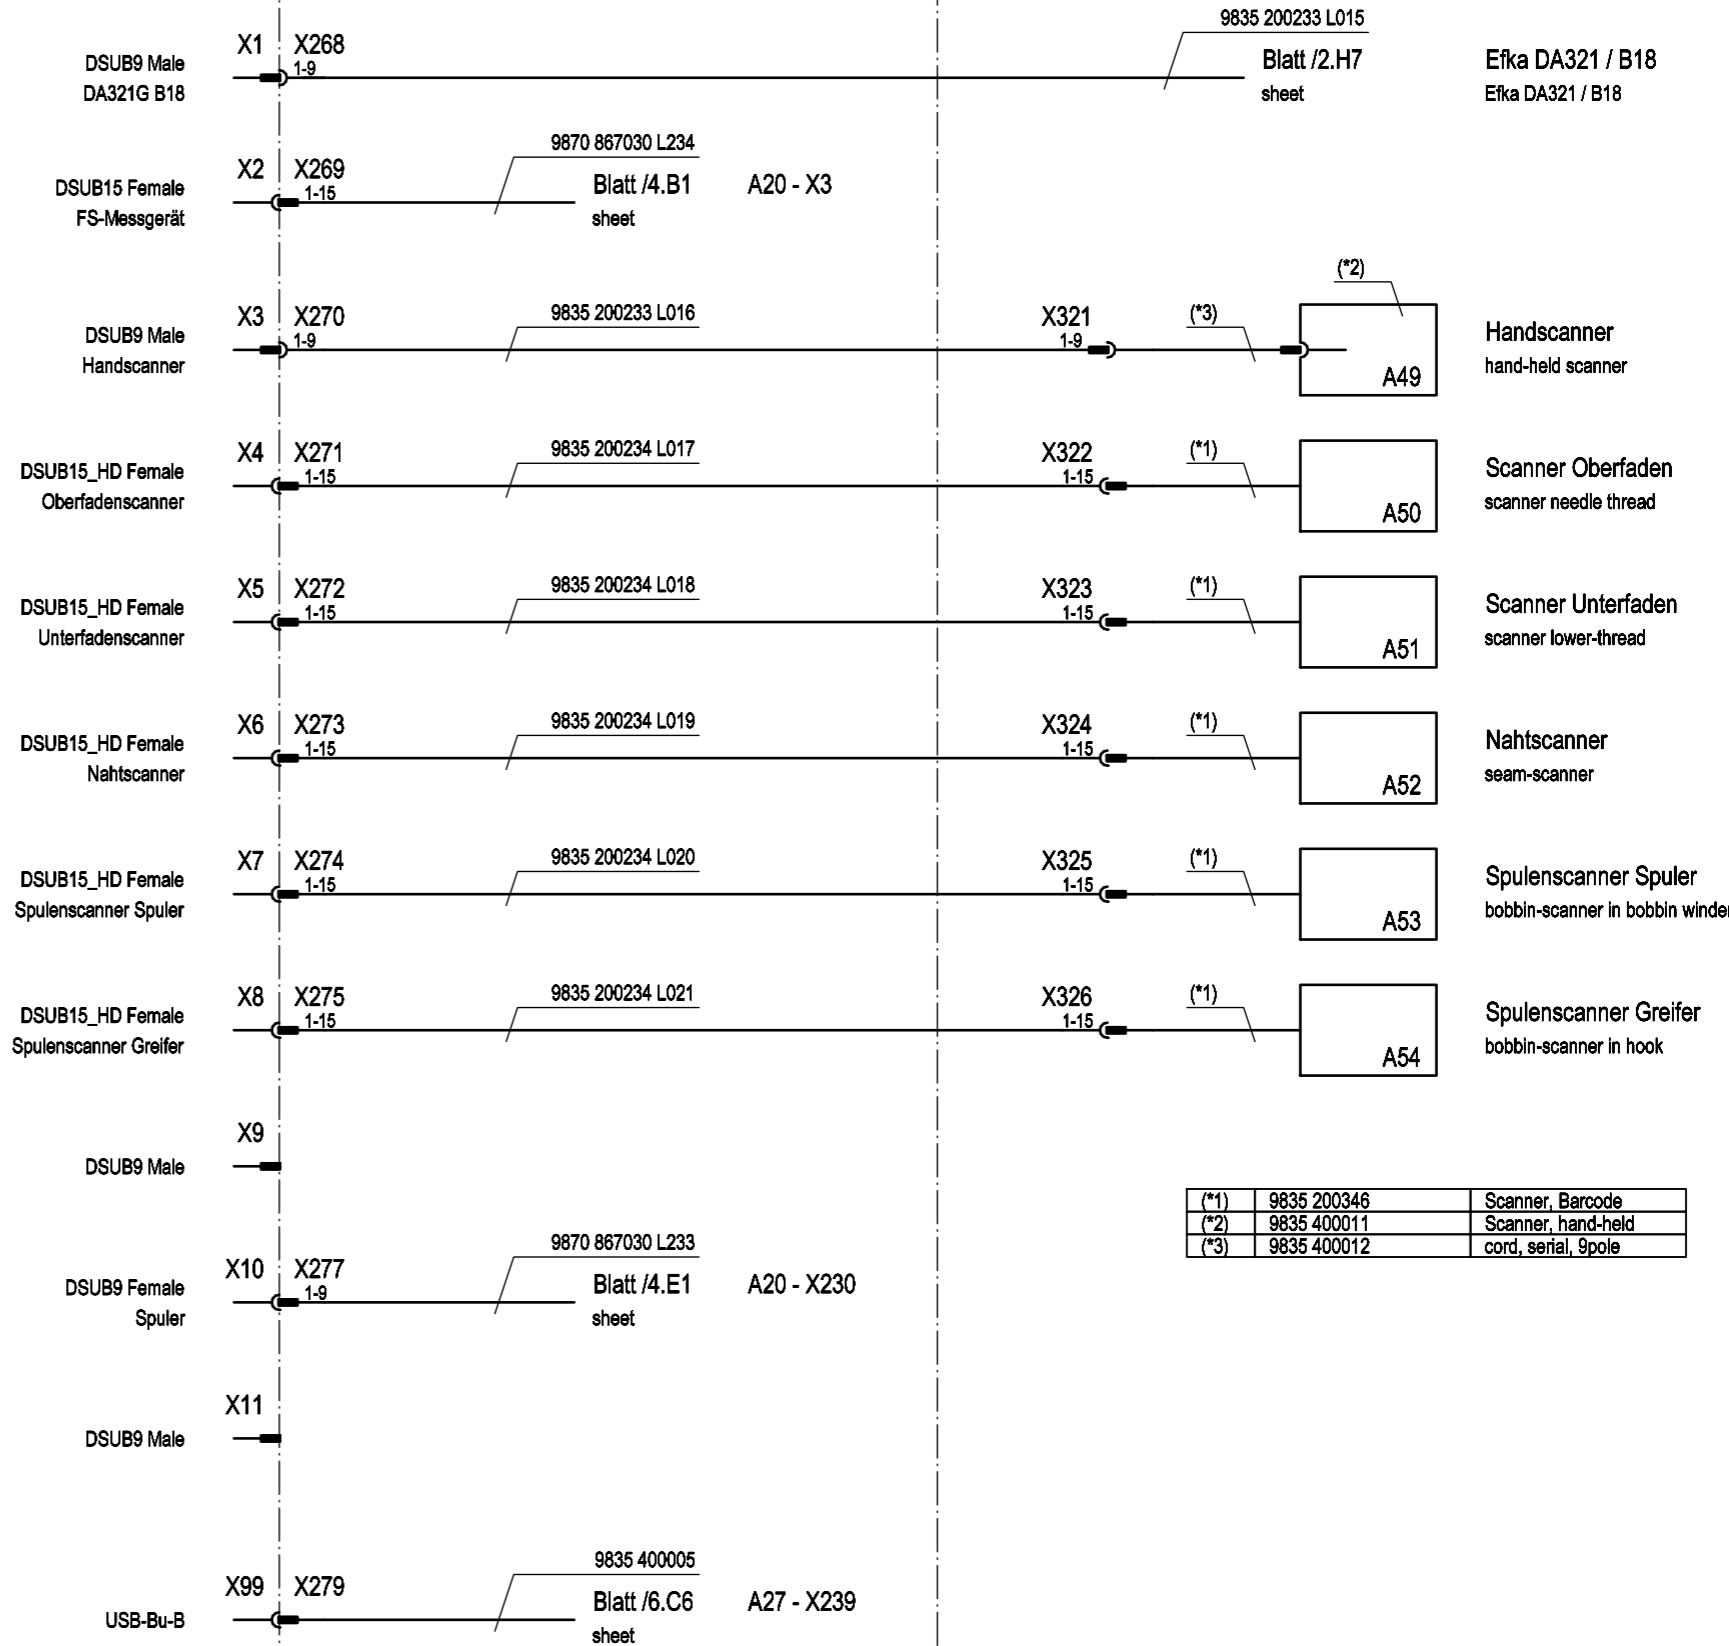 9835 200233 L015
X1 X268
DSUB9 Male 1-9 Blatt /2.H7 Efka DA321 / B18
DA321G B18 sheet Efka DA321 / B18
9870 867030 L234
X2 X269
DSUB15 Female 1-15 Blatt /4.B1 A20 - X3
FS-Messgerät sheet
(*2)
X3 X270 9835 200233 L016 X321 (*3)
DSUB9 Male 1-9 1-9 Handscanner
Handscanner A49 hand-held scanner
X4 X271 9835 200234 L017 X322 (*1)
DSUB15_HD Female 1-15 1-15 Scanner Oberfaden
Oberfadenscanner A50 scanner needle thread
X5 X272 9835 200234 L018 X323 (*1)
DSUB15_HD Female 1-15 1-15 Scanner Unterfaden
Unterfadenscanner A51 scanner lower-thread
X6 X273 9835 200234 L019 X324 (*1)
DSUB15_HD Female 1-15 1-15 Nahtscanner
Nahtscanner A52 seam-scanner
X7 X274 9835 200234 L020 X325 (*1)
DSUB15_HD Female 1-15 1-15 Spulenscanner Spuler
Spulenscanner Spuler A53 bobbin-scanner in bobbin winder
X8 X275 9835 200234 L021 X326 (*1)
DSUB15_HD Female 1-15 1-15 Spulenscanner Greifer
Spulenscanner Greifer A54 bobbin-scanner in hook
X9
DSUB9 Male
(*1) 9835 200346 Scanner, Barcode
(*2) 9835 400011 Scanner, hand-held
(*3) 9835 400012 cord, serial, 9pole
9870 867030 L233
X10 X277
DSUB9 Female 1-9 Blatt /4.E1 A20 - X230
Spuler sheet
X11
DSUB9 Male
9835 400005
X99 X279 Blatt /6.C6 A27 - X239
USB-Bu-B sheet